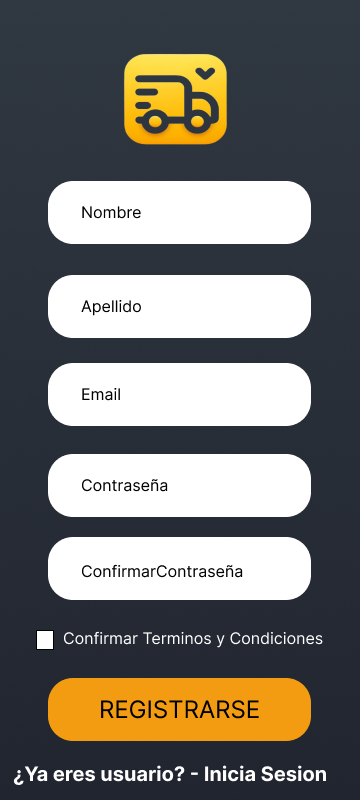 Nombre
Apellido
Email
Contraseña
ConfirmarContraseña
Confirmar Terminos y Condiciones
REGISTRARSE
¿Ya eres usuario? - Inicia Sesion